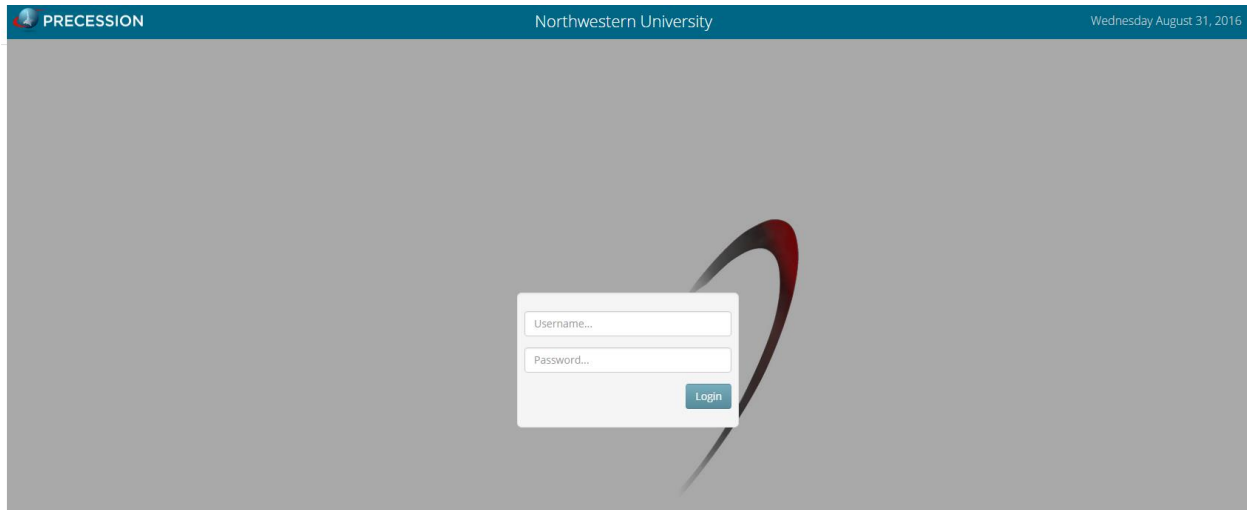 PRECESSION
Northwestern University
Wednesday August 31, 2016
Username...
Password...
Login